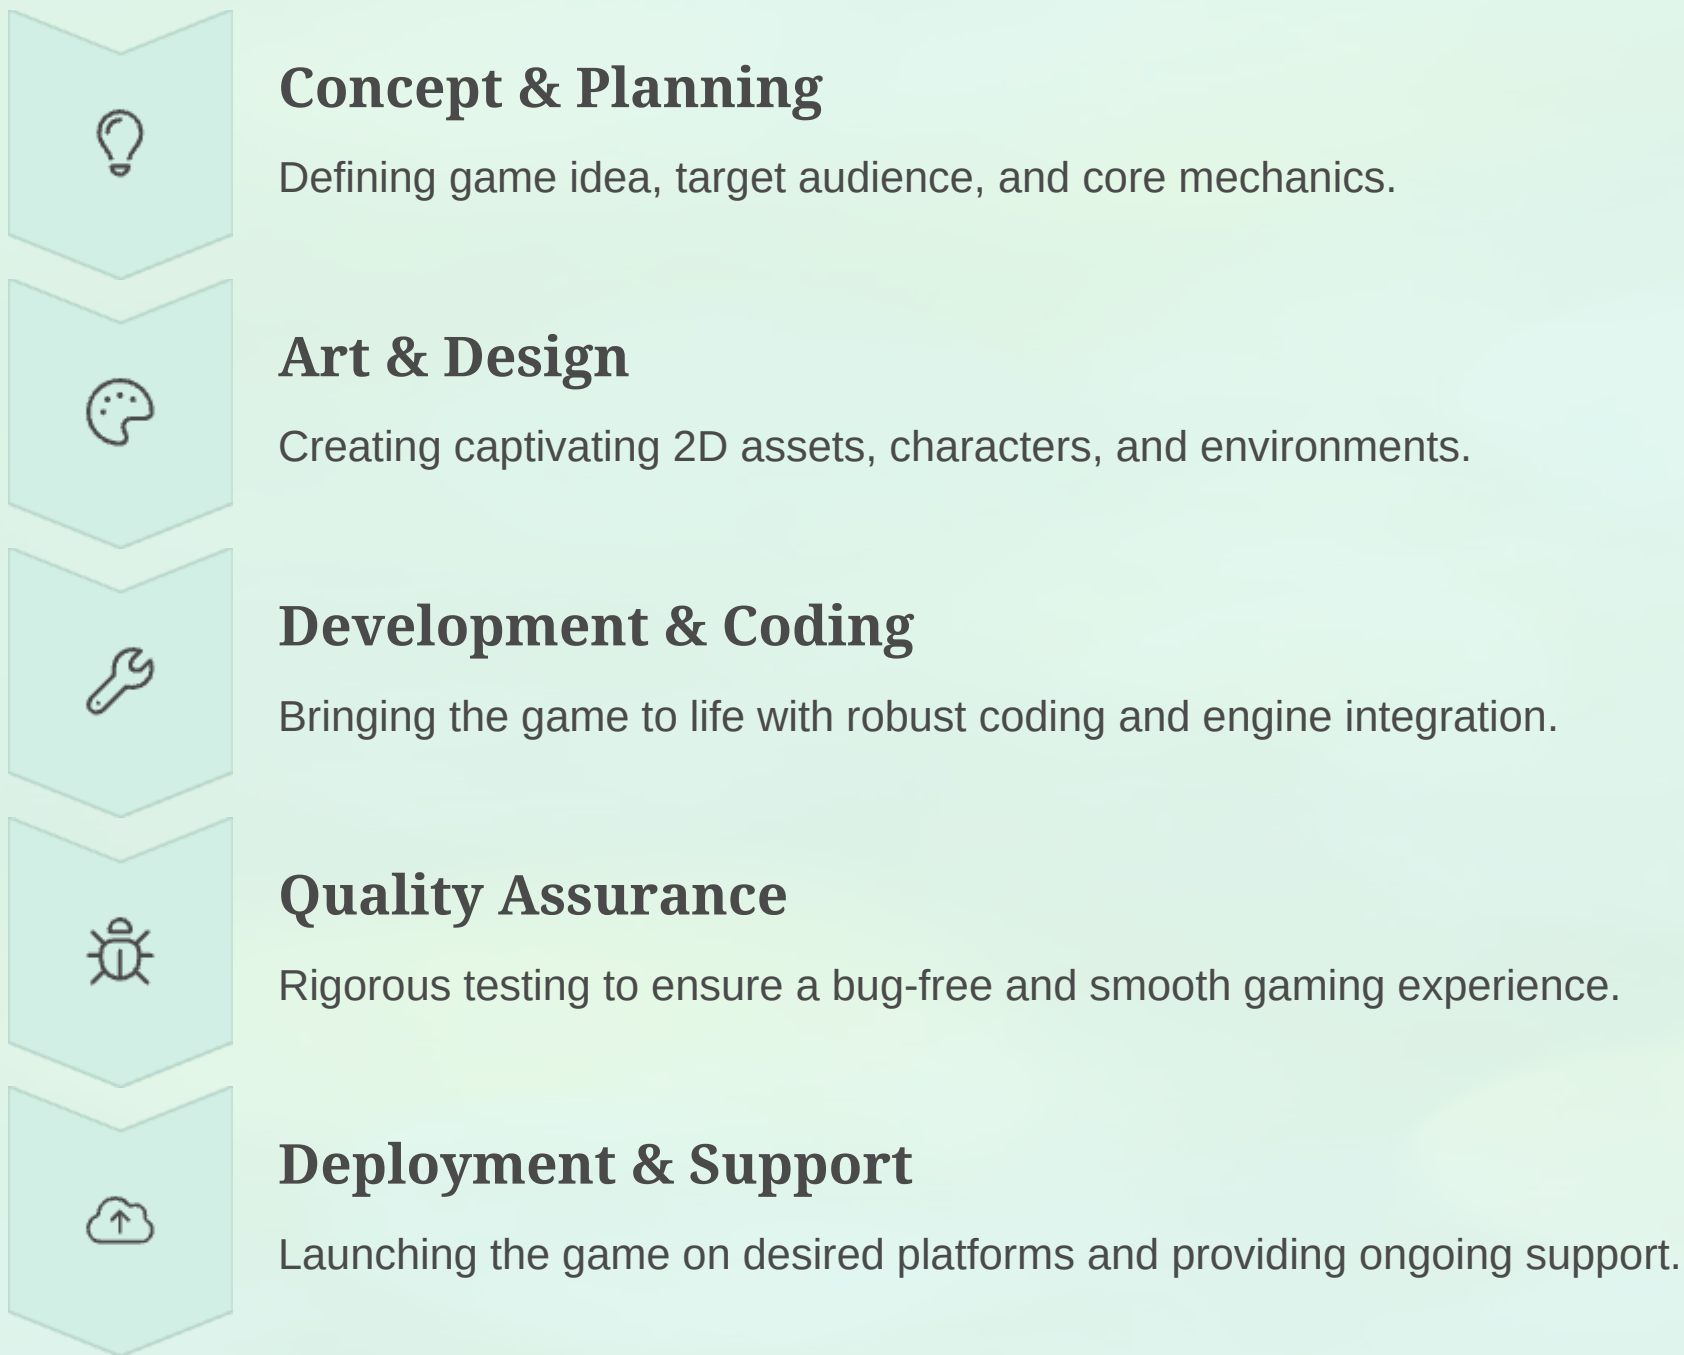 Concept & Planning
Defining game idea, target audience, and core mechanics.
Art & Design
Creating captivating 2D assets, characters, and environments.
Development & Coding
Bringing the game to life with robust coding and engine integration.
Quality Assurance
Rigorous testing to ensure a bug-free and smooth gaming experience.
Deployment & Support
Launching the game on desired platforms and providing ongoing support.